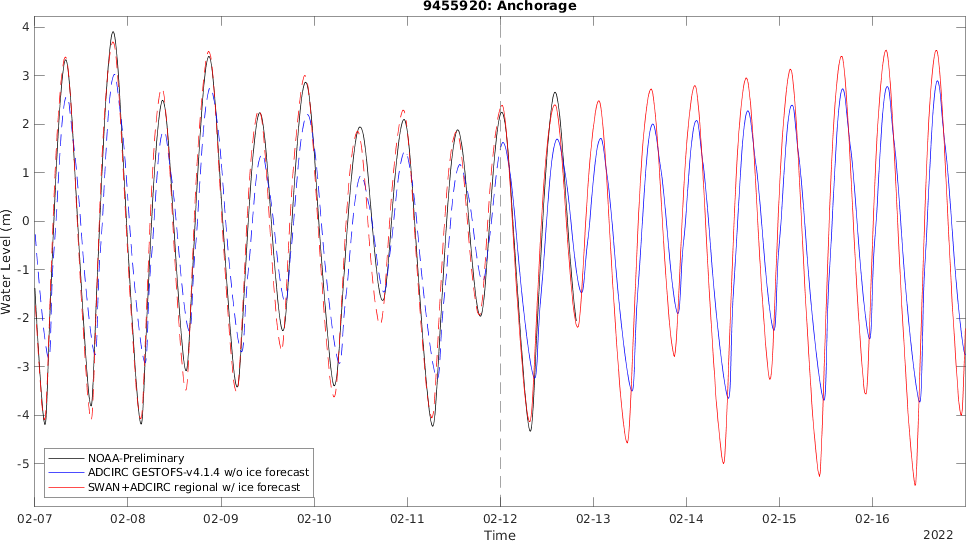 9455920: Anchorage
Water Level (m)
4
3
2
1
0
-1
-2
-3
-4
-5
NOAA-Preliminary
ADCIRC GESTOFS-v4.1.4 w/o ice forecast
SWAN+ADCIRC regional w/ ice forecast
02-07 02-08 02-09 02-10 02-11 02-12 02-13 02-14 02-15 02-16
Time
2022